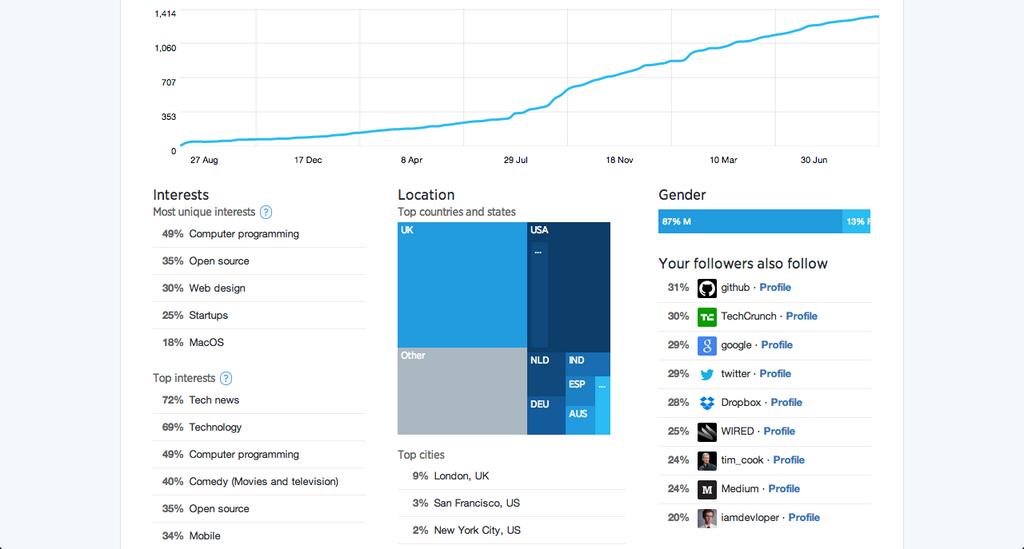 1,414
1,060
707
353
0
27 Aug
17 Dec
8 Apr
29 Jul
18 Nov
10 Mar
30 Jun
Interests
Most unique interests ?
49% Computer programming
35% Open source
30% Web design
25% Startups
18% MacOS
Top interests ?
72% Tech news
69% Technology
49% Computer programming
40% Comedy (Movies and television)
35% Open source
34% Mobile
Location
Top countries and states
UK
USA
...
Other
NLD
IND
ESP
...
DEU
AUS
Top cities
9% London, UK
3% San Francisco, US
2% New York City, US
Gender
87% M
13% F
Your followers also follow
31% github · Profile
30% TC TechCrunch · Profile
29% g google · Profile
29% twitter · Profile
28% Dropbox · Profile
25% WIRED · Profile
24% tim_cook · Profile
24% M Medium · Profile
20% iamdevloper · Profile